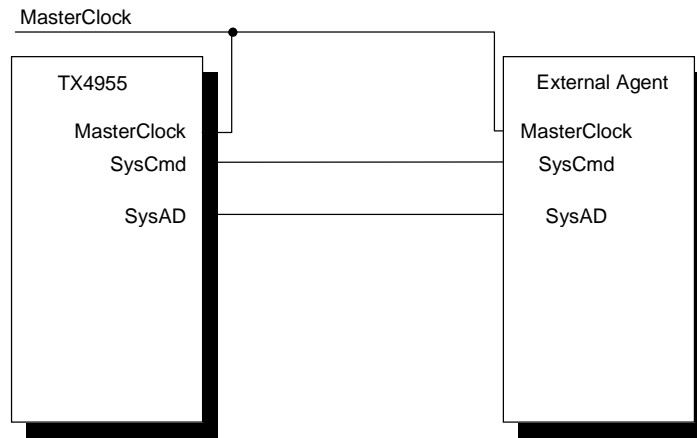 MasterClock
TX4955
External Agent
MasterClock
MasterClock
SysCmd
SysCmd
SysAD
SysAD